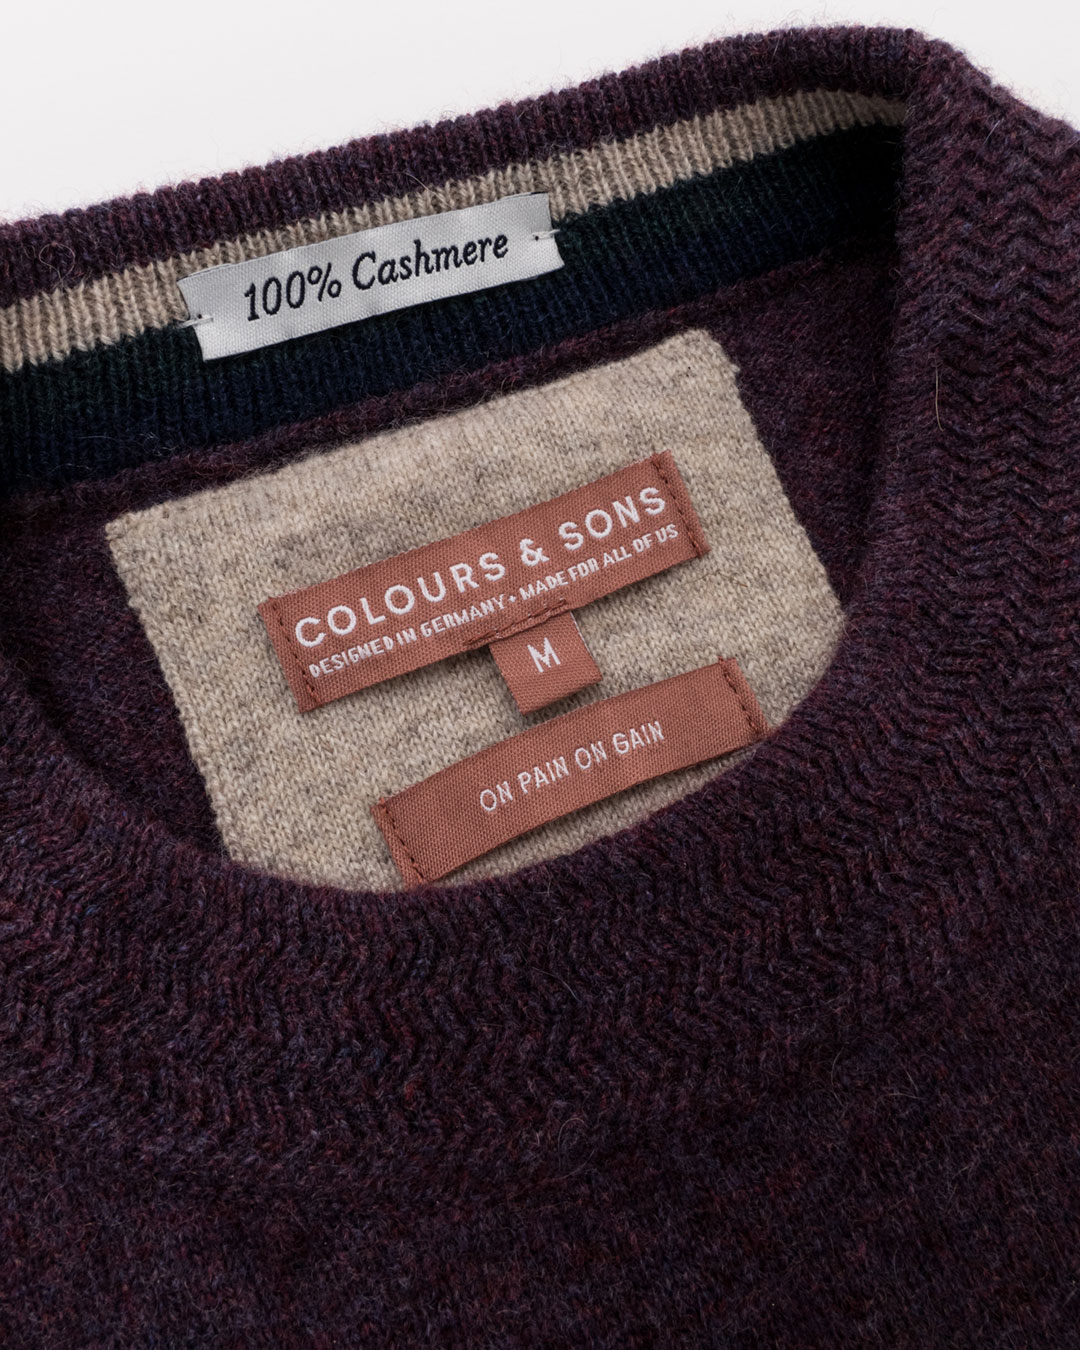 100% Cashmere
COLOURS & SONS
DESIGNED IN GERMANY • MADE FOR ALL OF US
M
ON PAIN ON GAIN